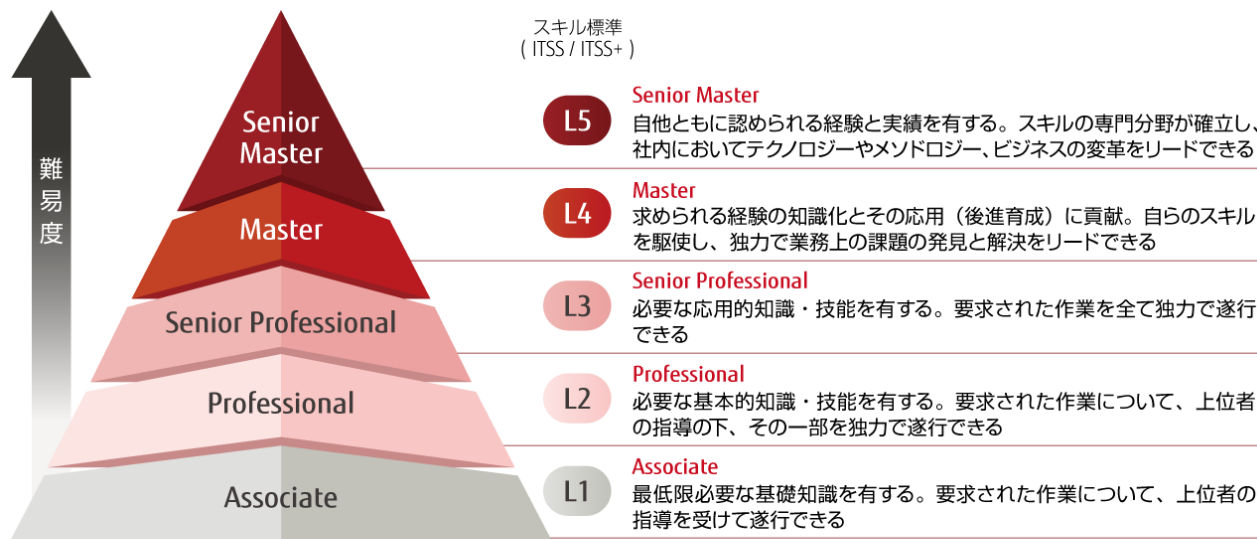 難易度
Senior
Master
Master
Senior Professional
Professional
Associate
スキル標準
( ITSS / ITSS+ )
L5
Senior Master
自他ともに認められる経験と実績を有する。スキルの専門分野が確立し、
社内においてテクノロジーやメソドロジー、ビジネスの変革をリードできる
L4
Master
求められる経験の知識化とその応用（後進育成）に貢献。自らのスキル
を駆使し、独力で業務上の課題の発見と解決をリードできる
L3
Senior Professional
必要な応用的知識・技能を有する。要求された作業を全て独力で遂行
できる
L2
Professional
必要な基本的知識・技能を有する。要求された作業について、上位者
の指導の下、その一部を独力で遂行できる
L1
Associate
最低限必要な基礎知識を有する。要求された作業について、上位者の
指導を受けて遂行できる